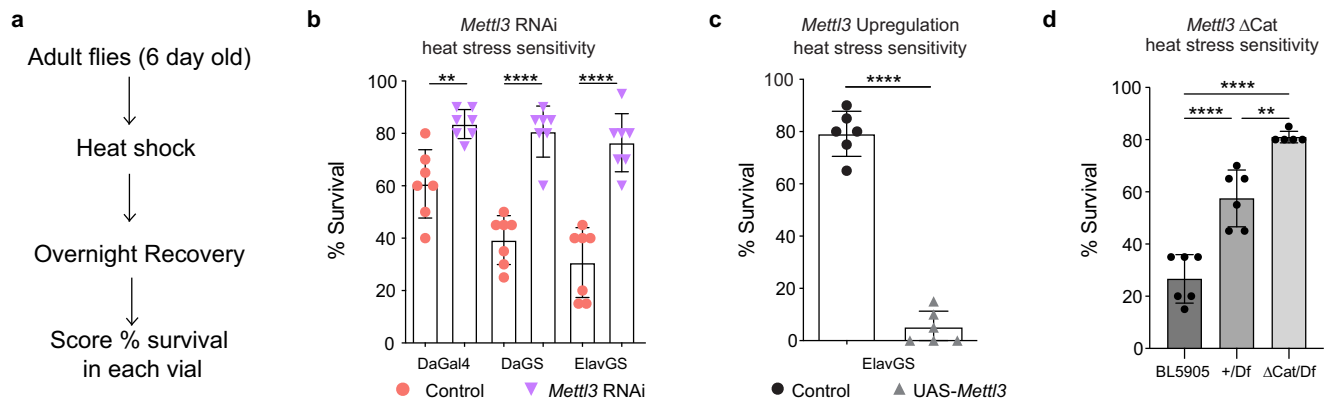 a
Adult flies (6 day old)
Heat shock
Overnight Recovery
Score % survival
in each vial
b
Mettl3 RNAi
heat stress sensitivity
% Survival
100
80
60
40
20
0
**
****
****
DaGal4
DaGS
ElavGS
Control
Mettl3 RNAi
c
Mettl3 Upregulation
heat stress sensitivity
% Survival
100
80
60
40
20
0
****
ElavGS
Control
UAS-Mettl3
d
Mettl3 ΔCat
heat stress sensitivity
% Survival
100
80
60
40
20
0
****
****
**
BL5905
+/Df
ΔCat/Df